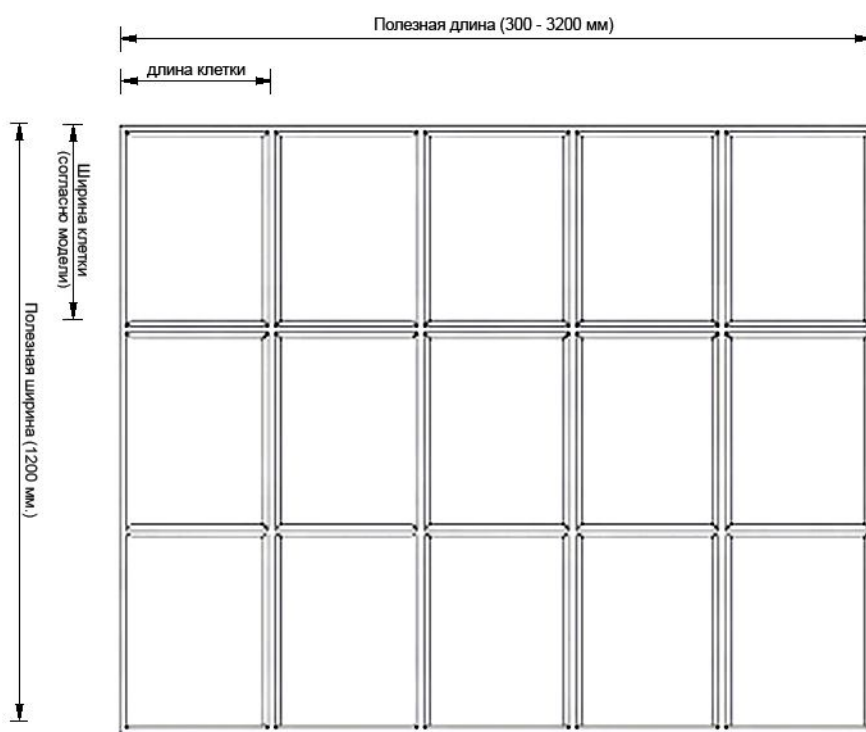 Полезная длина (300 - 3200 мм)
длина клетки
Ширина клетки
(согласно модели)
Полезная ширина (1200 мм.)